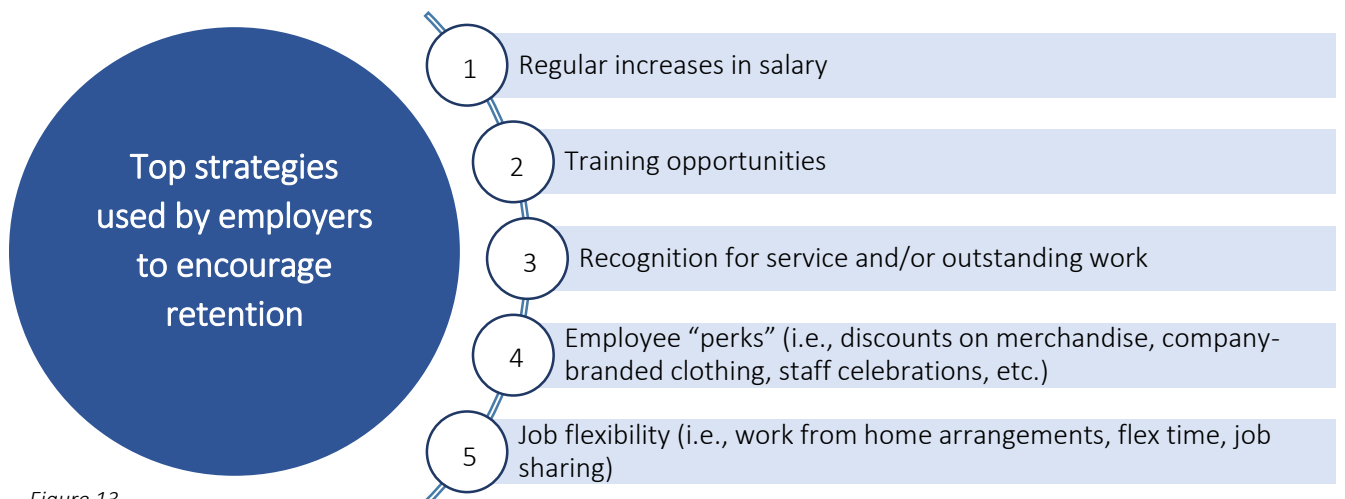 Top strategies
used by employers
to encourage
retention
1
Regular increases in salary
2
Training opportunities
3
Recognition for service and/or outstanding work
4
Employee “perks” (i.e., discounts on merchandise, company-
branded clothing, staff celebrations, etc.)
5
Job flexibility (i.e., work from home arrangements, flex time, job
sharing)
Figure 13